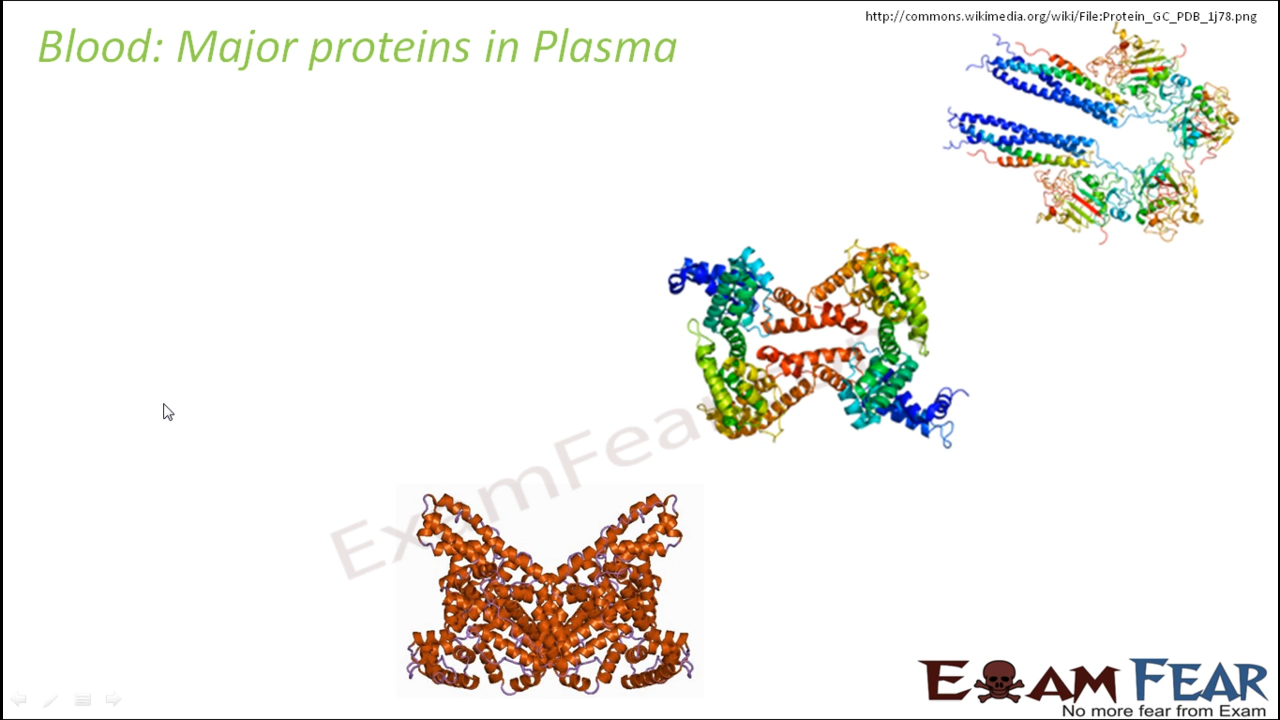 http://commons.wikimedia.org/wiki/File:Protein_GC_PDB_1j78.png
Blood: Major proteins in Plasma
ExamFear
EXAM FEAR
No more fear from Exam